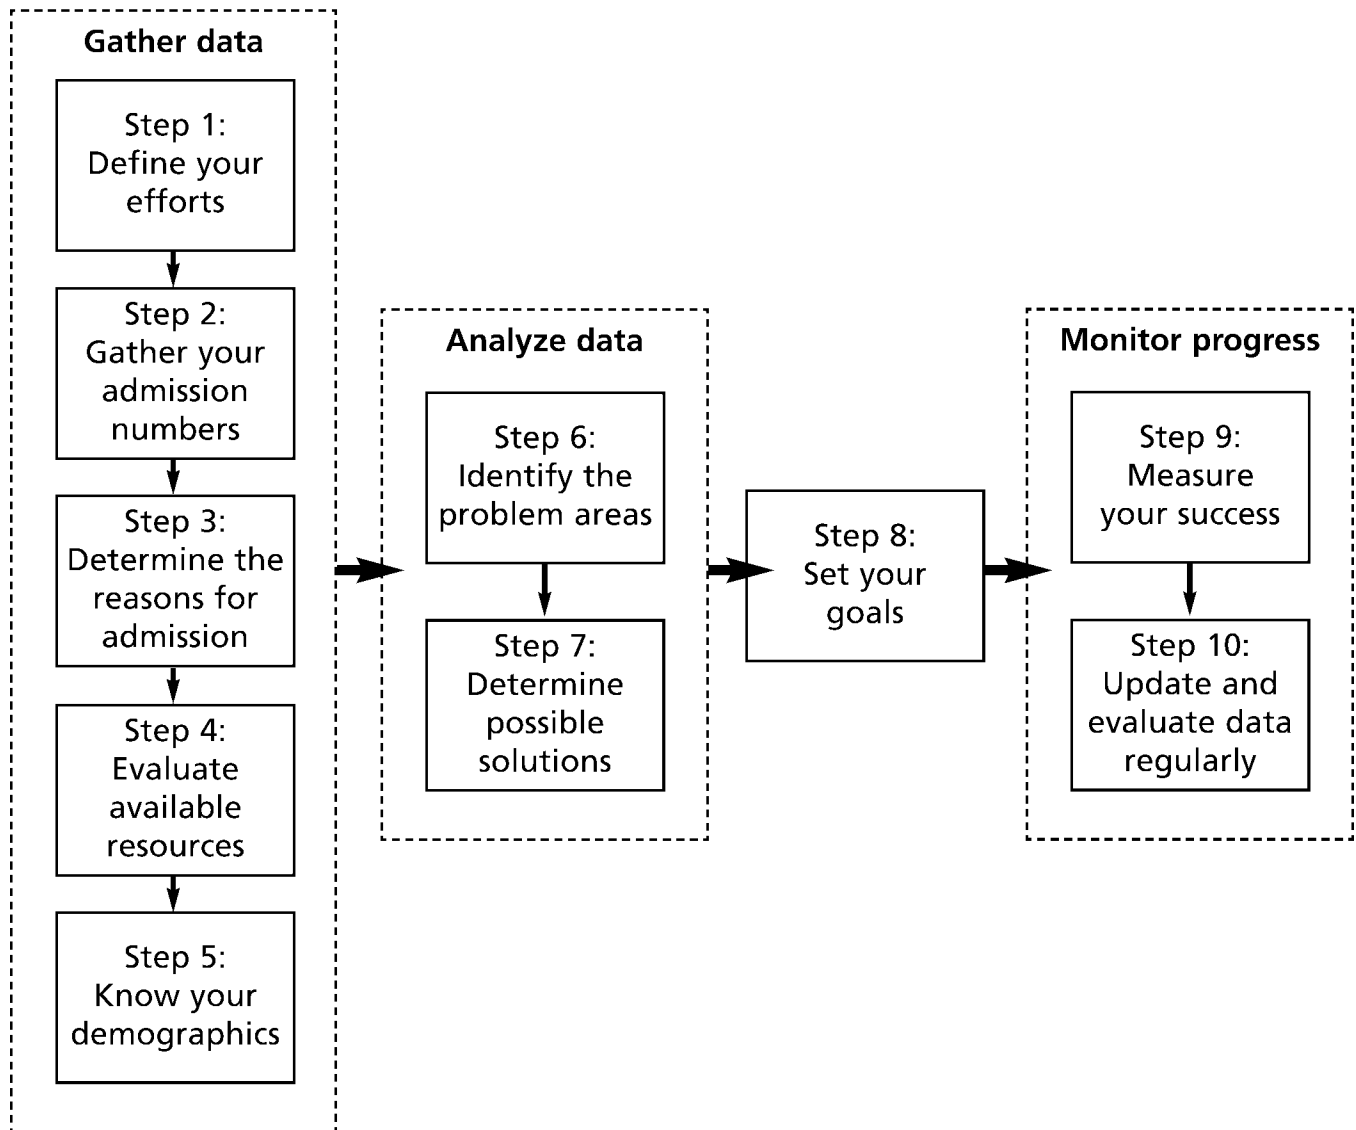 Gather data
Step 1:
Define your
efforts
Step 2:
Gather your
admission
numbers
Step 3:
Determine the
reasons for
admission
Step 4:
Evaluate
available
resources
Step 5:
Know your
demographics
Analyze data
Step 6:
Identify the
problem areas
Step 7:
Determine
possible
solutions
Step 8:
Set your
goals
Monitor progress
Step 9:
Measure
your success
Step 10:
Update and
evaluate data
regularly